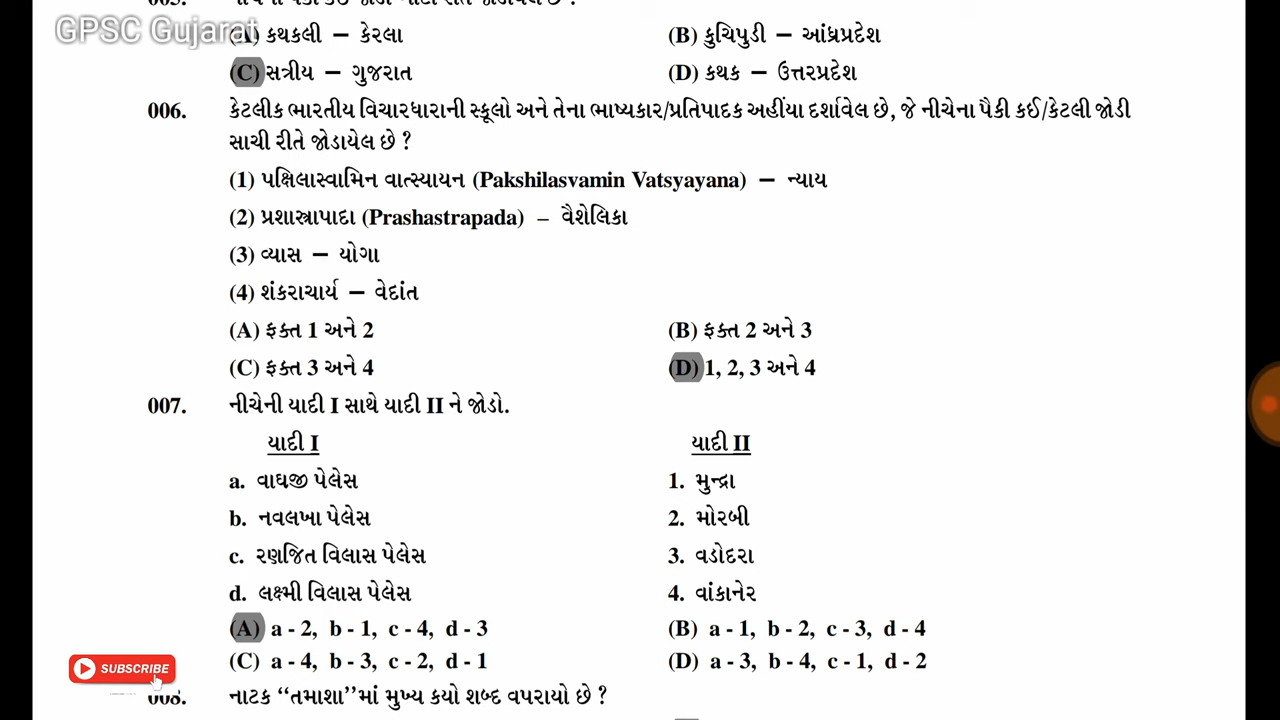 GPSC Gujarat
005.
(A) કથકલી – કેરલા (B) કુચિપુડી – આંધ્રપ્રદેશ
(C) સત્રીય – ગુજરાત (D) કથક – ઉત્તરપ્રદેશ
006. કેટલીક ભારતીય વિચારધારાની સ્કૂલો અને તેના ભાષ્યકાર/પ્રતિપાદક અહીંયા દર્શાવેલ છે, જે નીચેના પૈકી કઈ/કેટલી જોડી
સાચી રીતે જોડાયેલ છે ?
(1) પક્ષિલાસ્વામિન વાત્સ્યાયન (Pakshilasvamin Vatsyayana) – ન્યાય
(2) પ્રશાસ્ત્રાપાદા (Prashastrapada) – વૈશેલિકા
(3) વ્યાસ – યોગા
(4) શંકરાચાર્ય – વેદાંત
(A) ફક્ત 1 અને 2 (B) ફક્ત 2 અને 3
(C) ફક્ત 3 અને 4 (D) 1, 2, 3 અને 4
007. નીચેની યાદી I સાથે યાદી II ને જોડો.
યાદી I યાદી II
a. વાઘજી પેલેસ 1. મુન્દ્રા
b. નવલખા પેલેસ 2. મોરબી
c. રણજિત વિલાસ પેલેસ 3. વડોદરા
d. લક્ષ્મી વિલાસ પેલેસ 4. વાંકાનેર
(A) a - 2, b - 1, c - 4, d - 3 (B) a - 1, b - 2, c - 3, d - 4
(C) a - 4, b - 3, c - 2, d - 1 (D) a - 3, b - 4, c - 1, d - 2
SUBSCRIBE
008. નાટક “તમાશા”માં મુખ્ય કયો શબ્દ વપરાયો છે ?